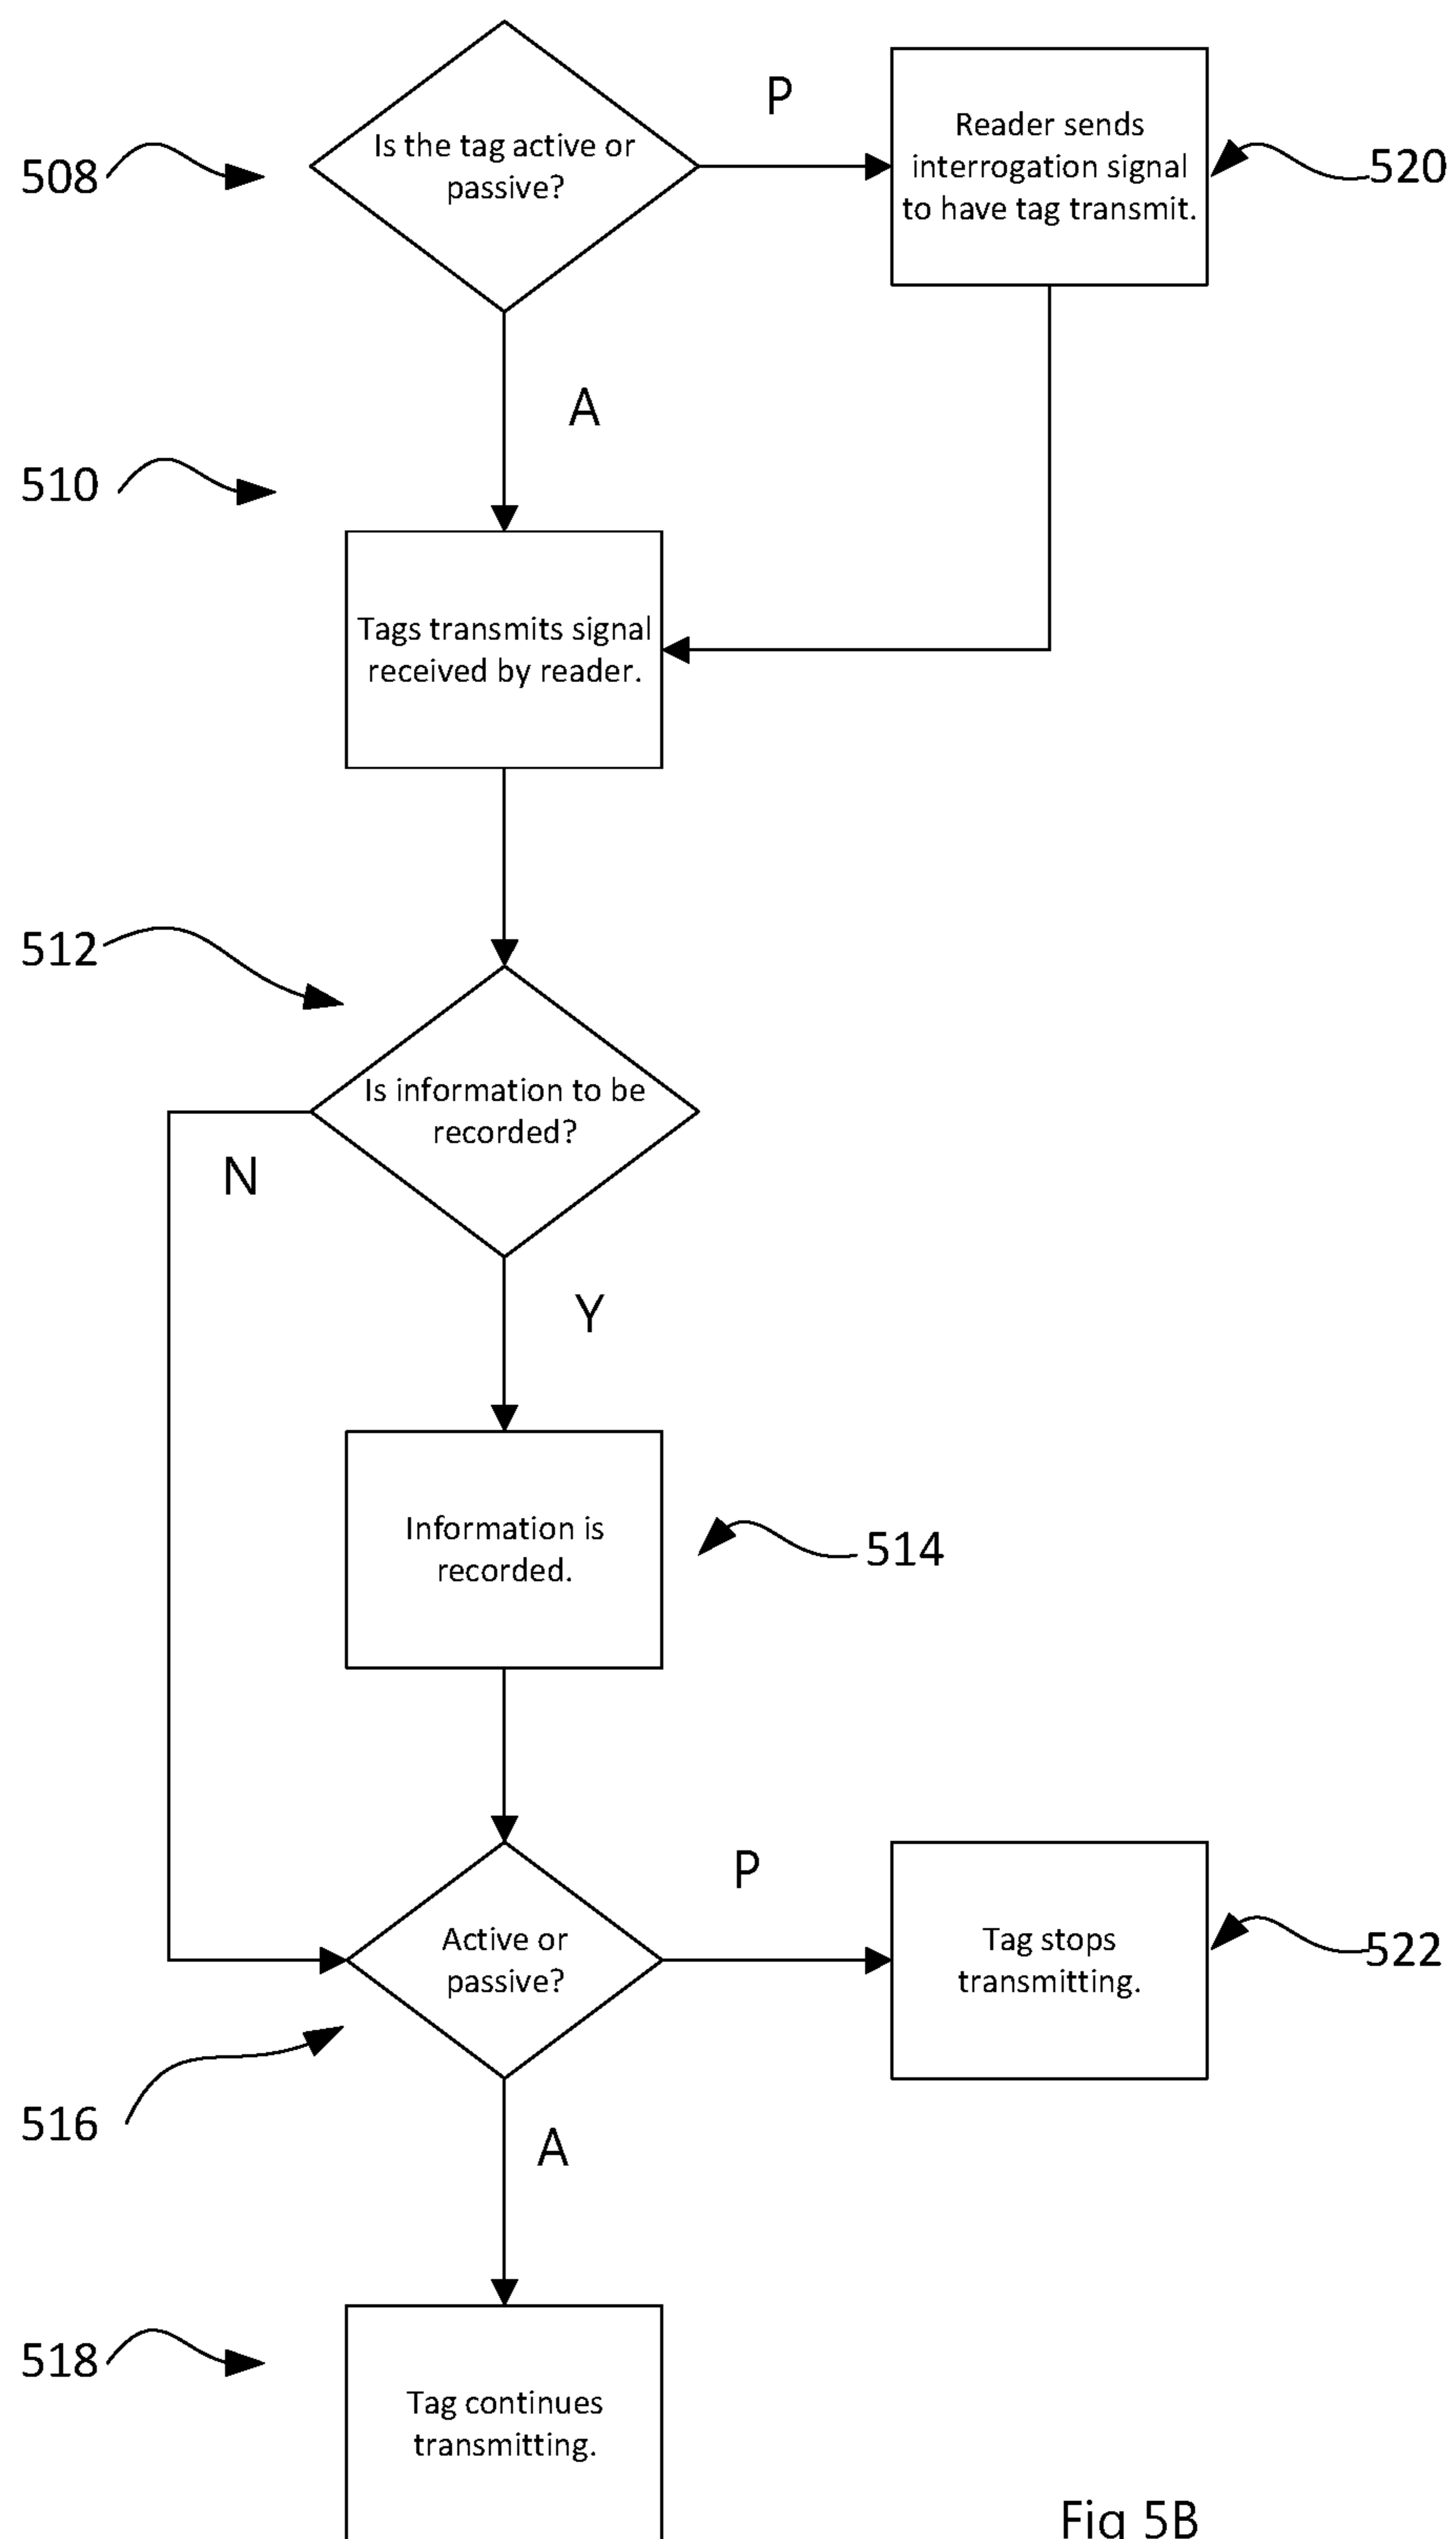 508
Is the tag active or
passive?
P
Reader sends
interrogation signal
to have tag transmit.
520
A
510
Tags transmits signal
received by reader.
512
Is information to be
recorded?
N
Y
Information is
recorded.
514
Active or
passive?
P
Tag stops
transmitting.
522
516
A
518
Tag continues
transmitting.
Fig 5B